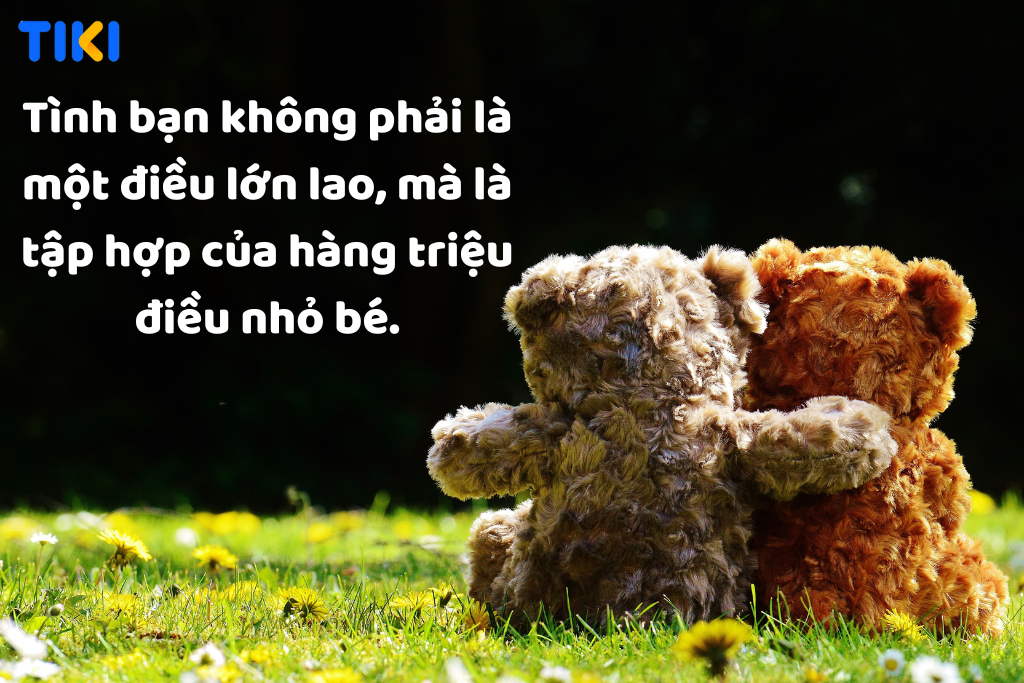 TIKI
Tình bạn không phải là
một điều lớn lao, mà là
tập hợp của hàng triệu
điều nhỏ bé.